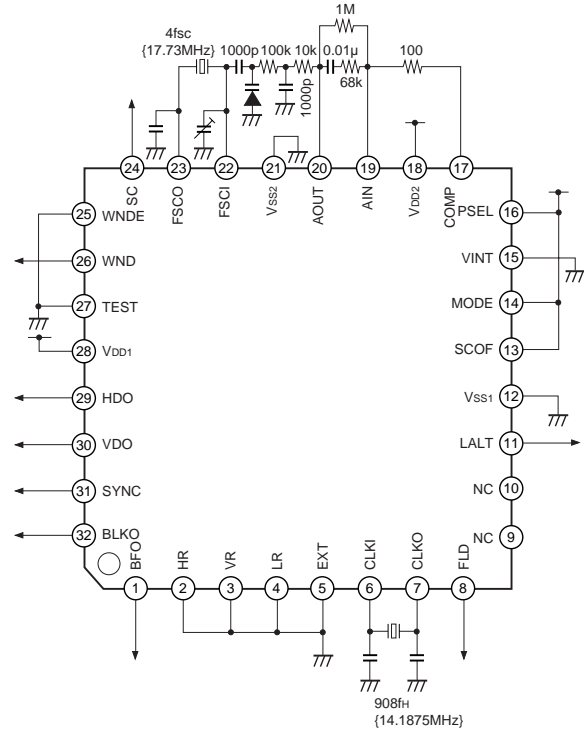 1M
4fsc
{17.73MHz}
1000p 100k 10k 0.01µ 100
68k
1000p
24 23 22 21 20 19 18 17
SC FSCO FSCI VSS2 AOUT AIN VDD2 COMP
25 WNDE
26 WND
27 TEST
28 VDD1
29 HDO
30 VDO
31 SYNC
32 BLKO
PSEL 16
VINT 15
MODE 14
SCOF 13
VSS1 12
LALT 11
NC 10
NC 9
BFO HR VR LR EXT CLKI CLKO FLD
1 2 3 4 5 6 7 8
908fH
{14.1875MHz}